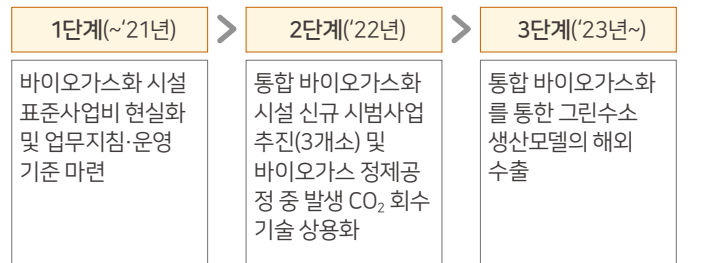 1단계(~‘21년)
바이오가스화 시설
표준사업비 현실화
및 업무지침·운영
기준 마련
2단계(‘22년)
통합 바이오가스화
시설 신규 시범사업
추진(3개소) 및
바이오가스 정제공
정 중 발생 CO₂ 회수
기술 상용화
3단계(‘23년~)
통합 바이오가스화
를 통한 그린수소
생산모델의 해외
수출